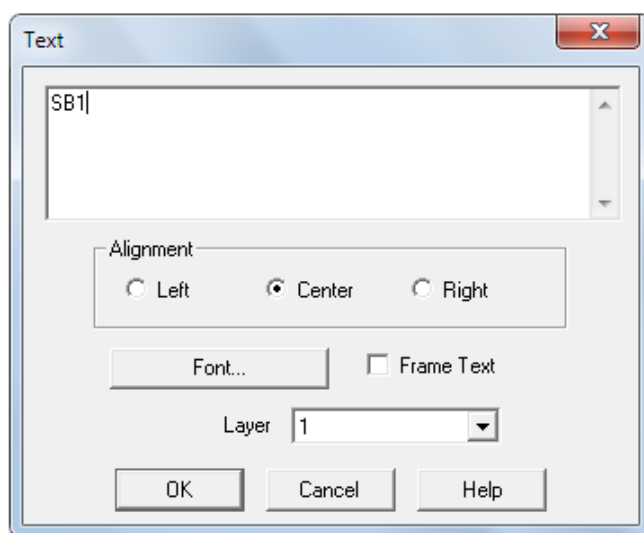 Text
SB1
Alignment
Left Center Right
Font... Frame Text
Layer 1
OK Cancel Help